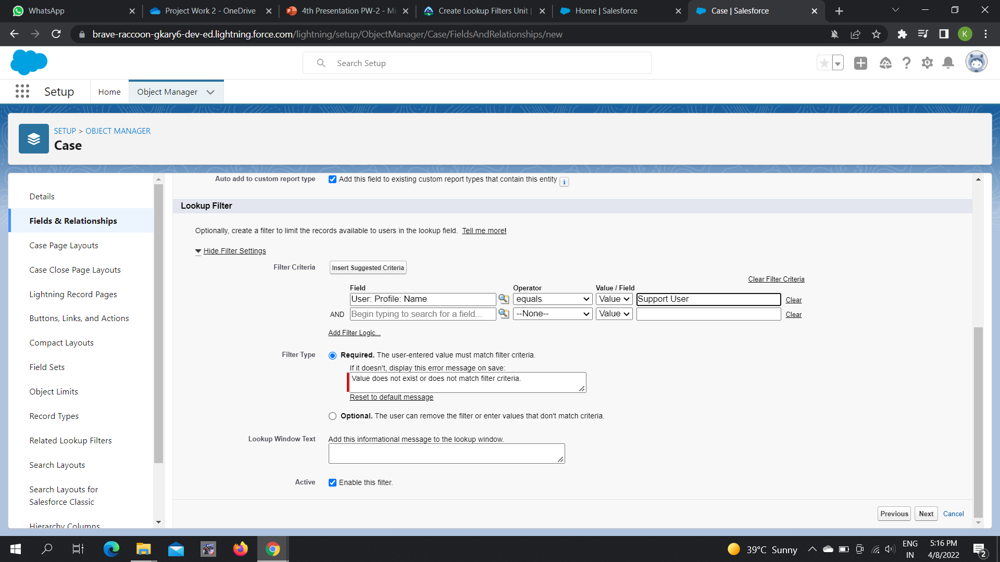 WhatsApp
Project Work 2 - OneDrive
4th Presentation PW-2 - Mi
Create Lookup Filters Unit |
Home | Salesforce
Case | Salesforce
brave-raccoon-gkary6-dev-ed.lightning.force.com/lightning/setup/ObjectManager/Case/FieldsAndRelationships/new
K
Search Setup
Setup
Home
Object Manager
SETUP > OBJECT MANAGER
Case
Details
Fields & Relationships
Case Page Layouts
Case Close Page Layouts
Lightning Record Pages
Buttons, Links, and Actions
Compact Layouts
Field Sets
Object Limits
Record Types
Related Lookup Filters
Search Layouts
Search Layouts for
Salesforce Classic
Hierarchy Columns
Auto add to custom report type
Add this field to existing custom report types that contain this entity
i
Lookup Filter
Optionally, create a filter to limit the records available to users in the lookup field. Tell me more!
Hide Filter Settings
Filter Criteria
Insert Suggested Criteria
Clear Filter Criteria
Field Operator Value / Field
User: Profile: Name equals Value Support User Clear
AND Begin typing to search for a field... --None-- Value Clear
Add Filter Logic...
Filter Type
Required. The user-entered value must match filter criteria.
If it doesn't, display this error message on save:
Value does not exist or does not match filter criteria.
Reset to default message
Optional. The user can remove the filter or enter values that don't match criteria.
Lookup Window Text
Add this informational message to the lookup window.
Active
Enable this filter.
Previous Next Cancel
39°C Sunny
ENG
IN
5:16 PM
4/8/2022
2